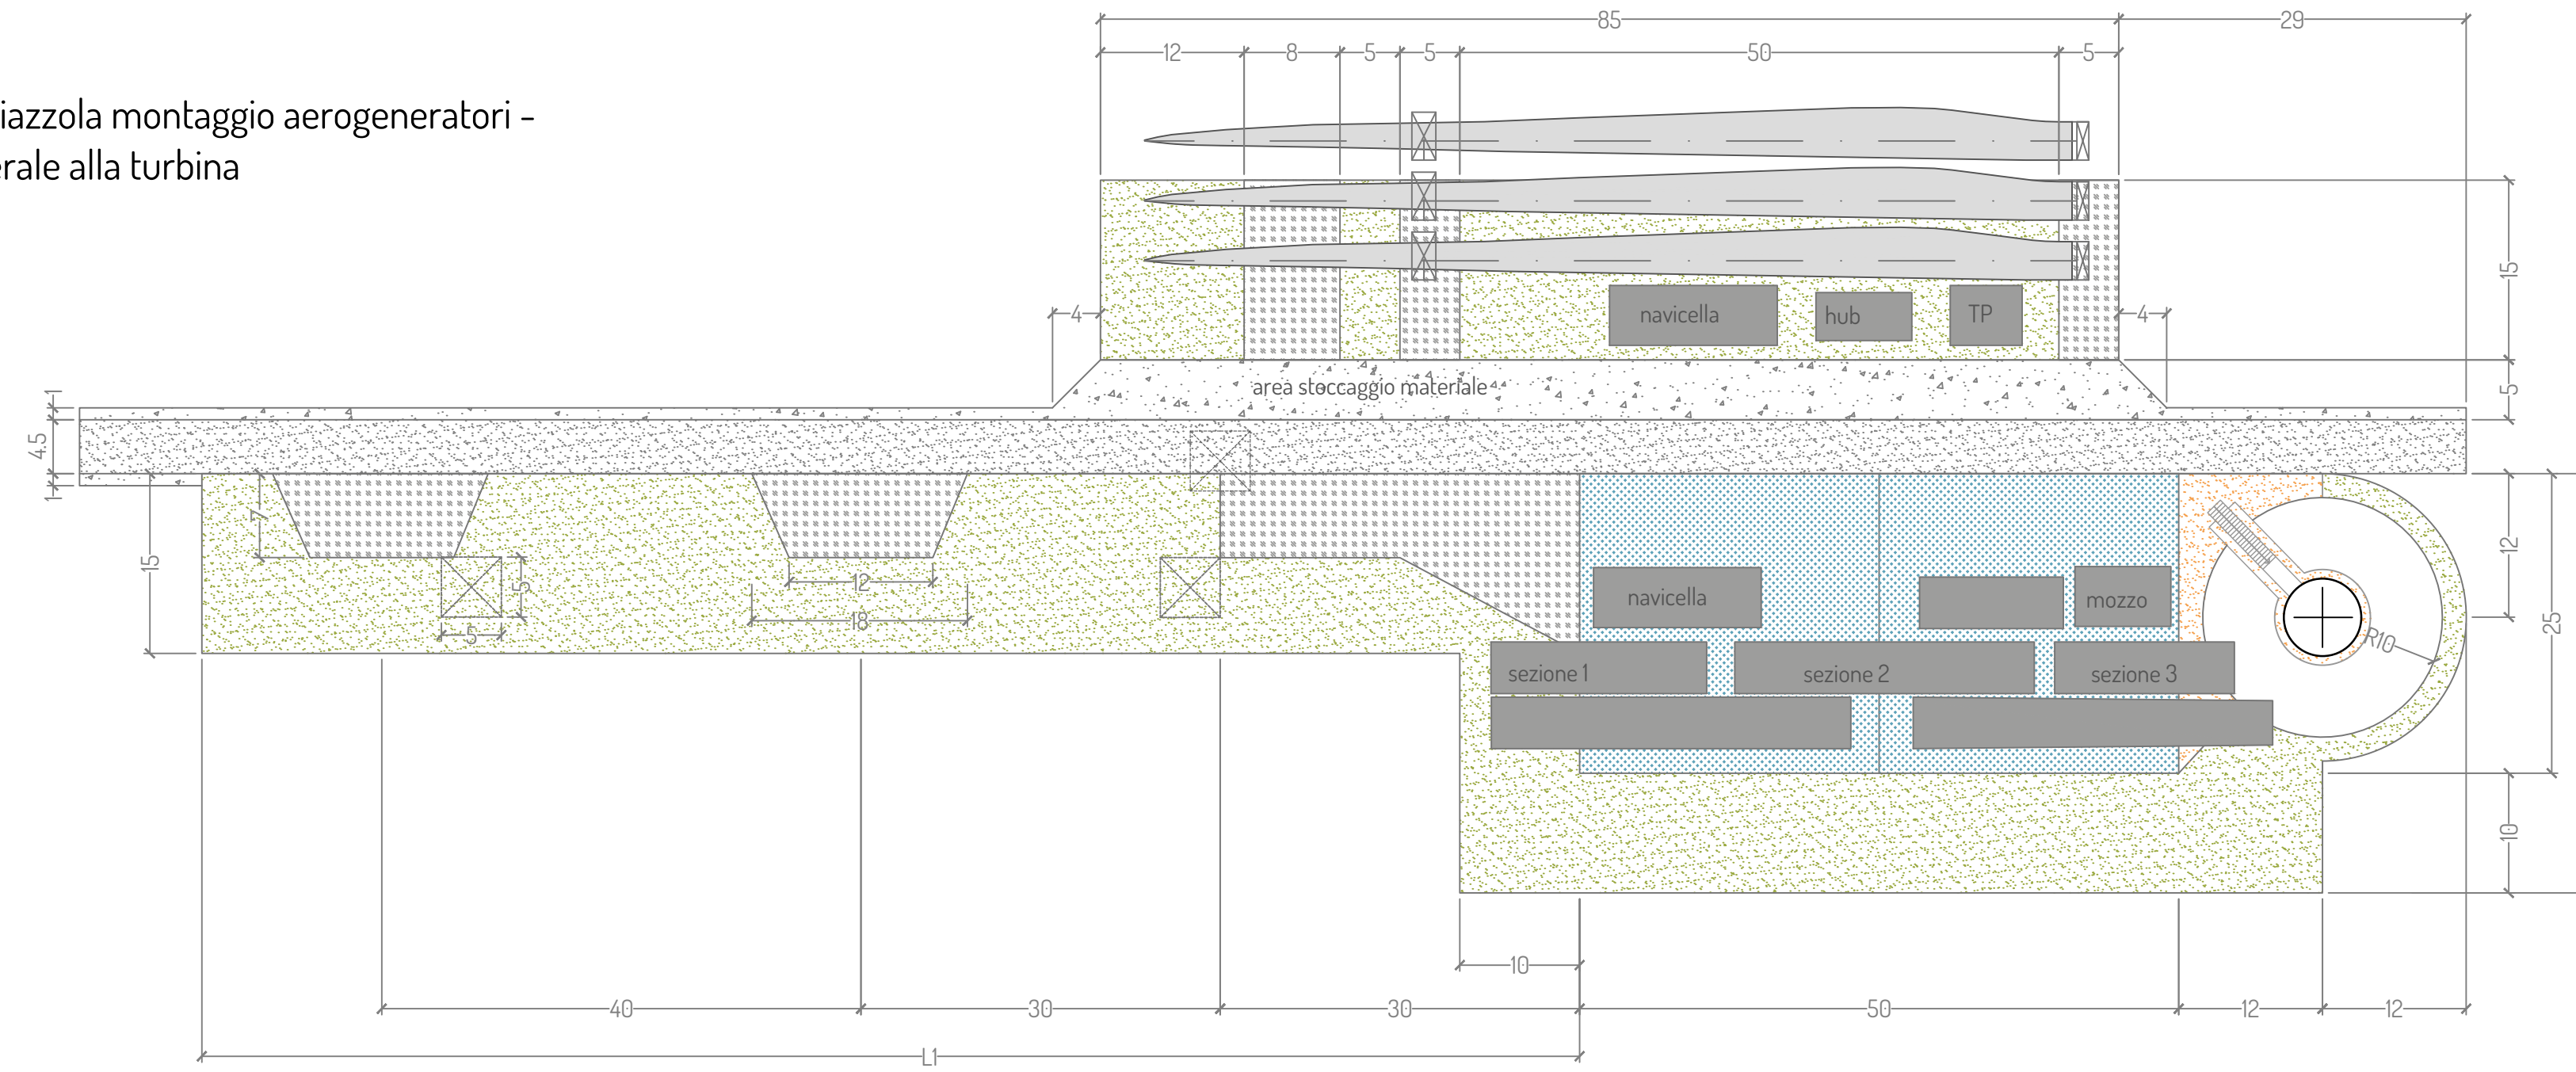 85
29
12
8
5
5
50
5
iazzola montaggio aerogeneratori -
erale alla turbina
15
navicella
hub
TP
4
4
area stoccaggio materiale
5
1
4.5
1
7
15
12
18
5
5
navicella
mozzo
sezione 1
sezione 2
sezione 3
R10
12
25
10
10
40
30
30
50
12
12
L1